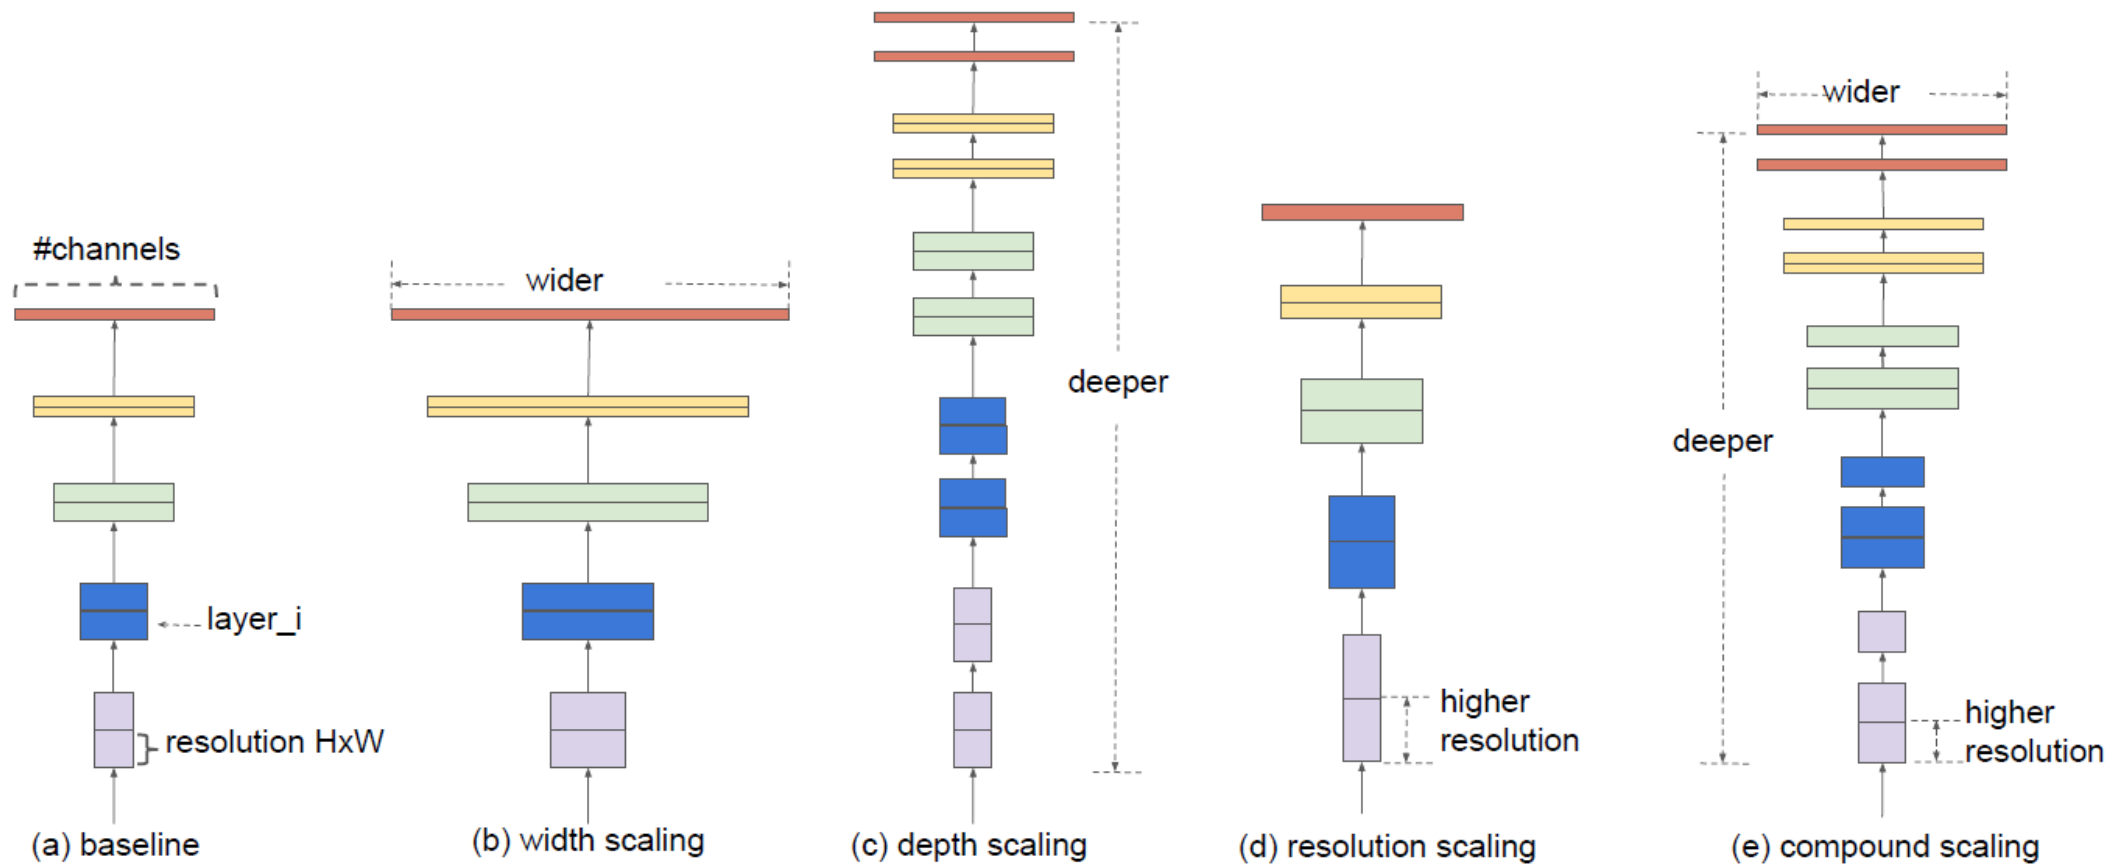 #channels
layer_i
resolution HxW
(a) baseline
wider
(b) width scaling
deeper
(c) depth scaling
higher
resolution
(d) resolution scaling
wider
deeper
higher
resolution
(e) compound scaling